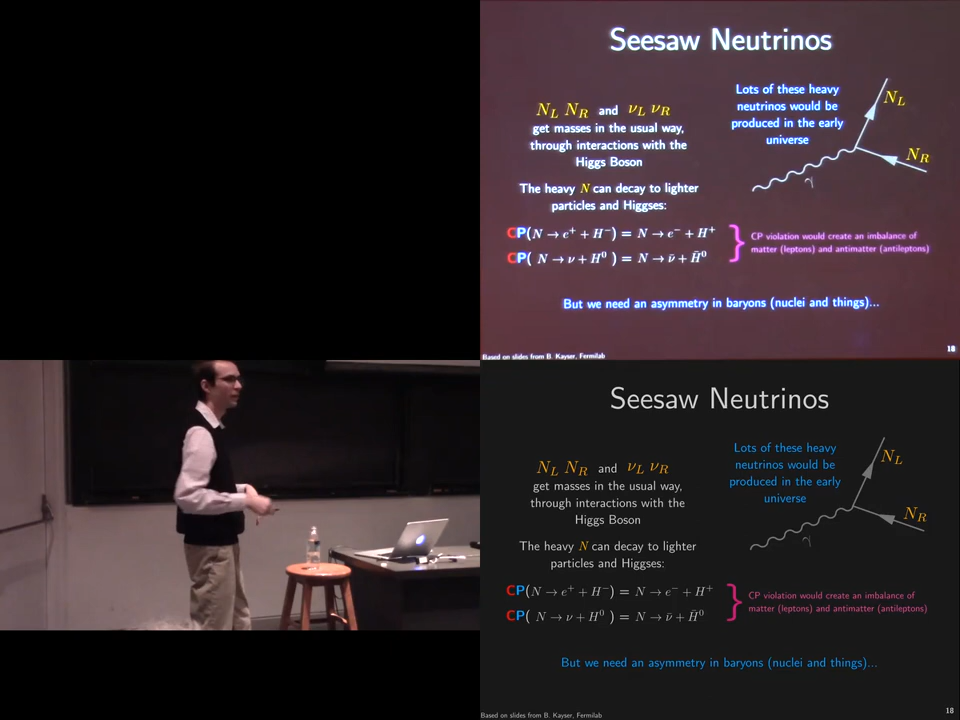 Seesaw Neutrinos
N_L N_R and ν_L ν_R
get masses in the usual way,
through interactions with the
Higgs Boson
Lots of these heavy
neutrinos would be
produced in the early
universe
N_L
N_R
γ
The heavy N can decay to lighter
particles and Higgses:
CP(N → e⁺ + H⁻) = N → e⁻ + H⁺
CP( N → ν + H⁰ ) = N → ν̄ + H̄⁰
CP violation would create an imbalance of
matter (leptons) and antimatter (antileptons)
But we need an asymmetry in baryons (nuclei and things)...
Based on slides from B. Kayser, Fermilab
18
Seesaw Neutrinos
N_L N_R and ν_L ν_R
get masses in the usual way,
through interactions with the
Higgs Boson
Lots of these heavy
neutrinos would be
produced in the early
universe
N_L
N_R
γ
The heavy N can decay to lighter
particles and Higgses:
CP(N → e⁺ + H⁻) = N → e⁻ + H⁺
CP( N → ν + H⁰ ) = N → ν̄ + H̄⁰
CP violation would create an imbalance of
matter (leptons) and antimatter (antileptons)
But we need an asymmetry in baryons (nuclei and things)...
Based on slides from B. Kayser, Fermilab
18